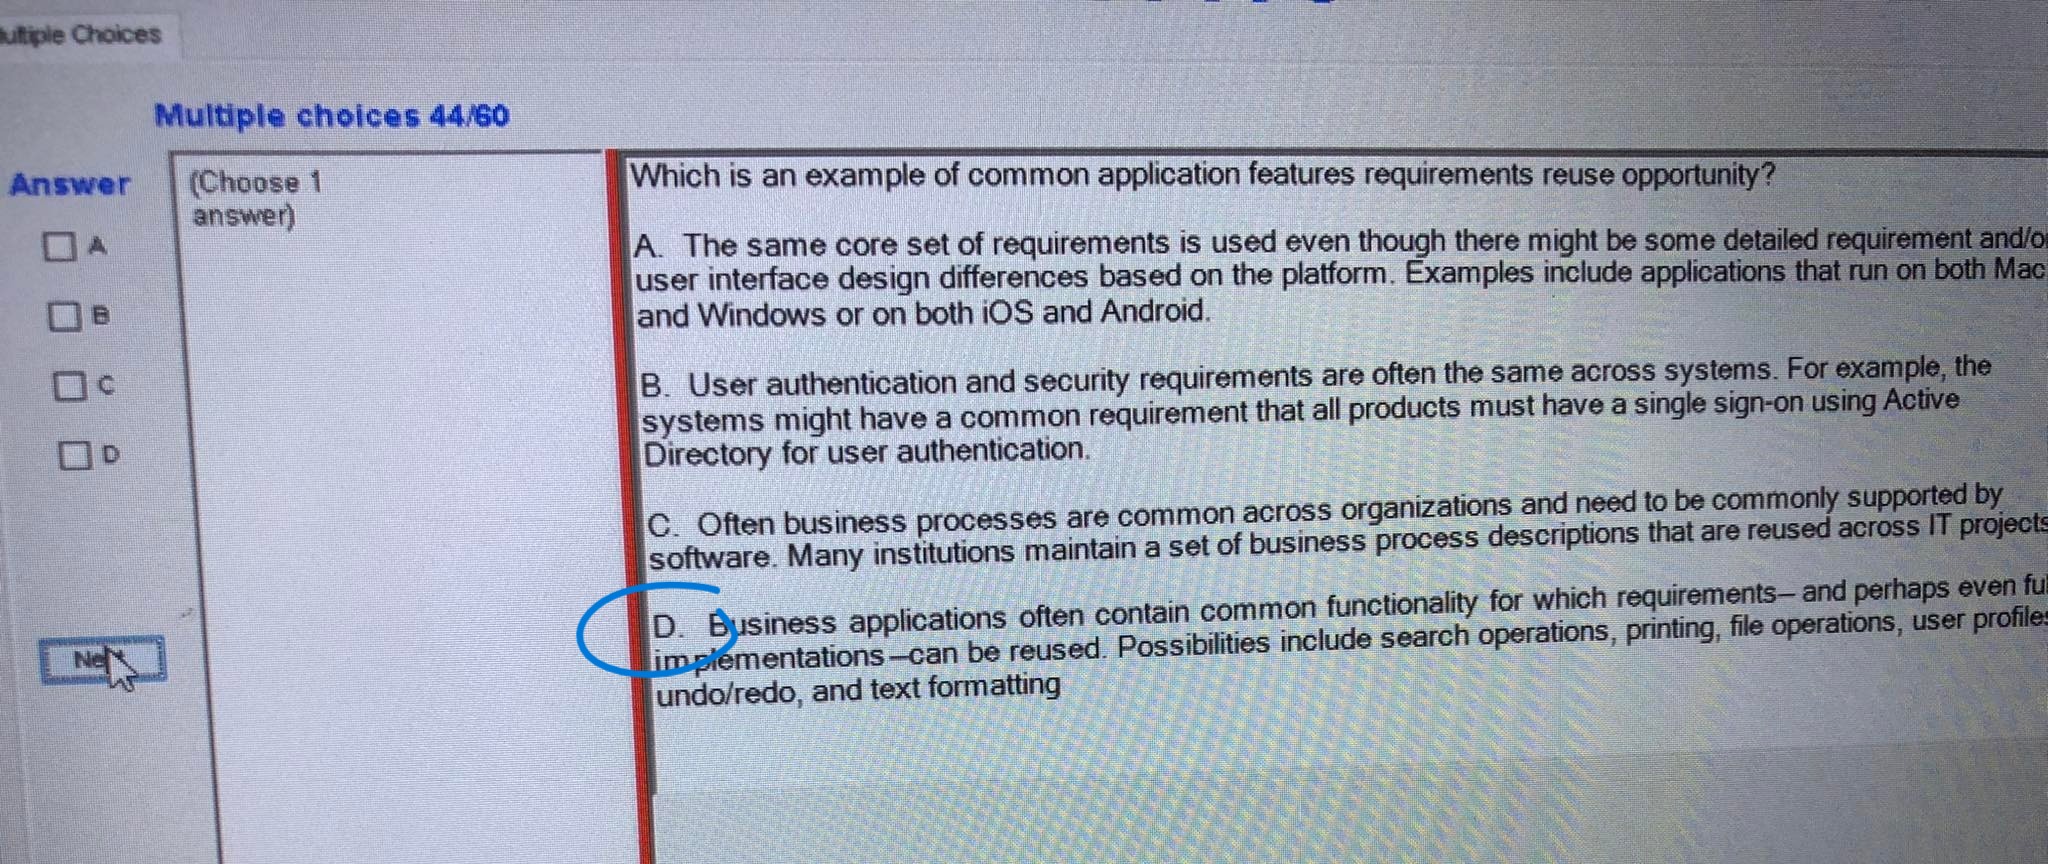 ultiple Choices
Multiple choices 44/60
Answer
(Choose 1
answer)
A
B
C
D
Which is an example of common application features requirements reuse opportunity?
A. The same core set of requirements is used even though there might be some detailed requirement and/o
user interface design differences based on the platform. Examples include applications that run on both Mac
and Windows or on both iOS and Android.
B. User authentication and security requirements are often the same across systems. For example, the
systems might have a common requirement that all products must have a single sign-on using Active
Directory for user authentication.
C. Often business processes are common across organizations and need to be commonly supported by
software. Many institutions maintain a set of business process descriptions that are reused across IT projects
D. Business applications often contain common functionality for which requirements– and perhaps even ful
implementations –can be reused. Possibilities include search operations, printing, file operations, user profiles
undo/redo, and text formatting